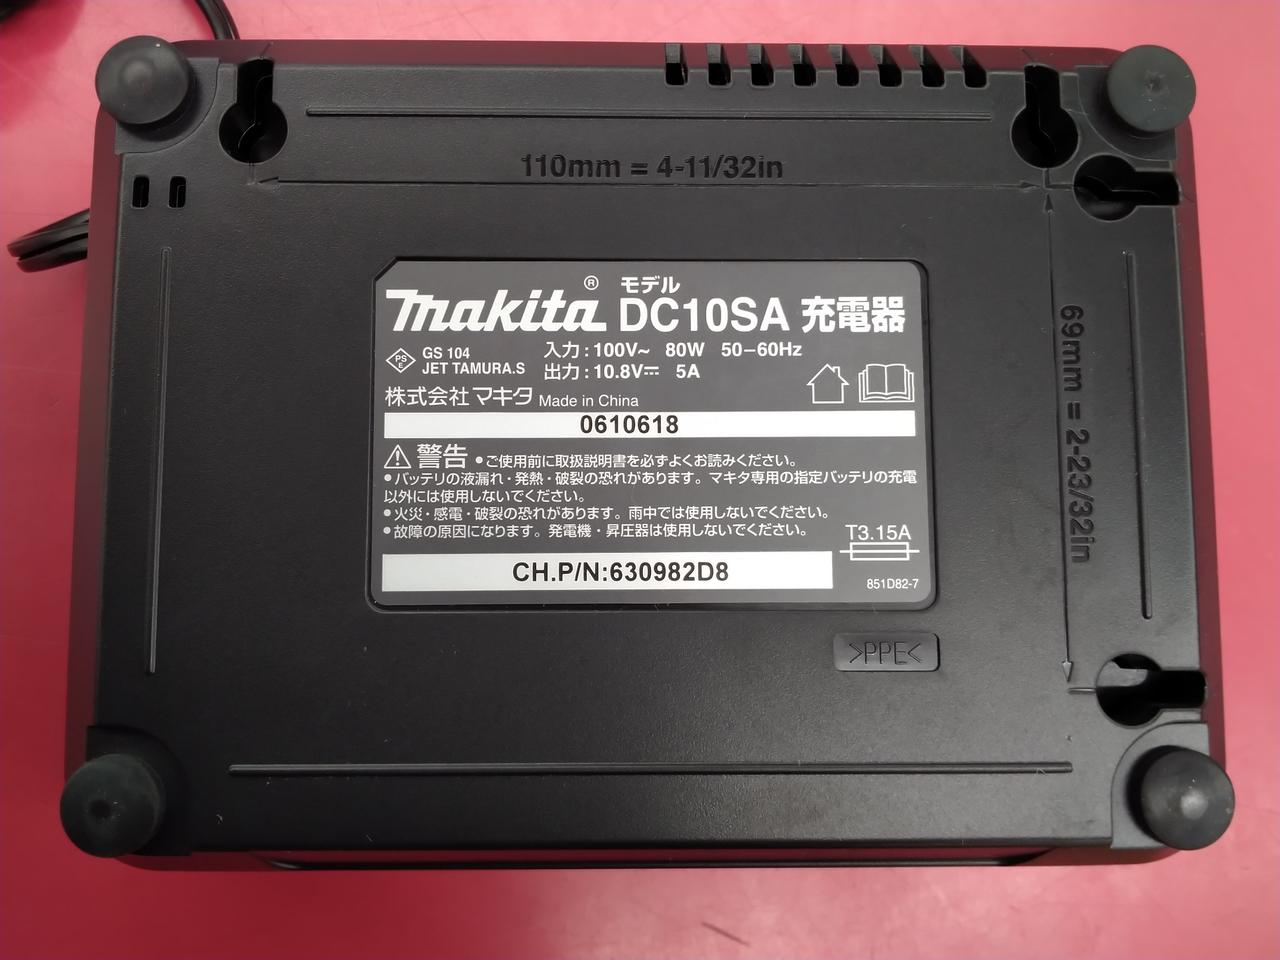 110mm = 4-11/32in
makita® モデル DC10SA 充電器
PSE GS 104 JET TAMURA.S
入力 : 100V~ 80W 50–60Hz
出力 : 10.8V⎓ 5A
株式会社マキタ Made in China
0610618
警告 ●ご使用前に取扱説明書を必ずよくお読みください。
●バッテリの液漏れ・発熱・破裂の恐れがあります。マキタ専用の指定バッテリの充電
以外には使用しないでください。
●火災・感電・破裂の恐れがあります。雨中では使用しないでください。
●故障の原因になります。発電機・昇圧器は使用しないでください。
T3.15A
CH.P/N:630982D8
851D82-7
>PPE<
69mm = 2-23/32in